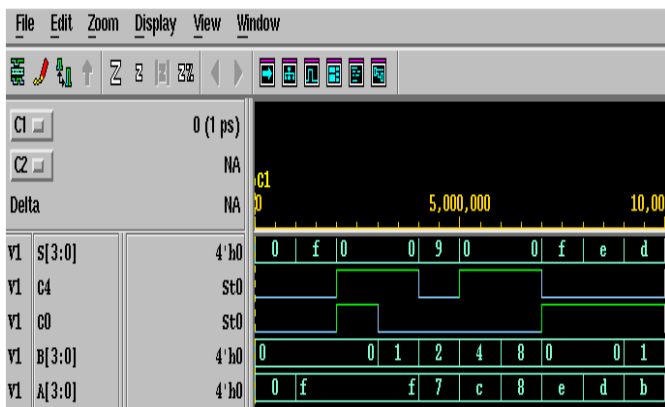 File Edit Zoom Display View Window
Z Z Z%
C1 0 (1 ps)
C2 NA
Delta NA
c1
0 5,000,000 10,00
V1 S[3:0] 4'h0 0 f 0 0 9 0 0 f e d
V1 C4 St0
V1 C0 St0
V1 B[3:0] 4'h0 0 0 1 2 4 8 0 0 1
V1 A[3:0] 4'h0 0 f f 7 c 8 e d b